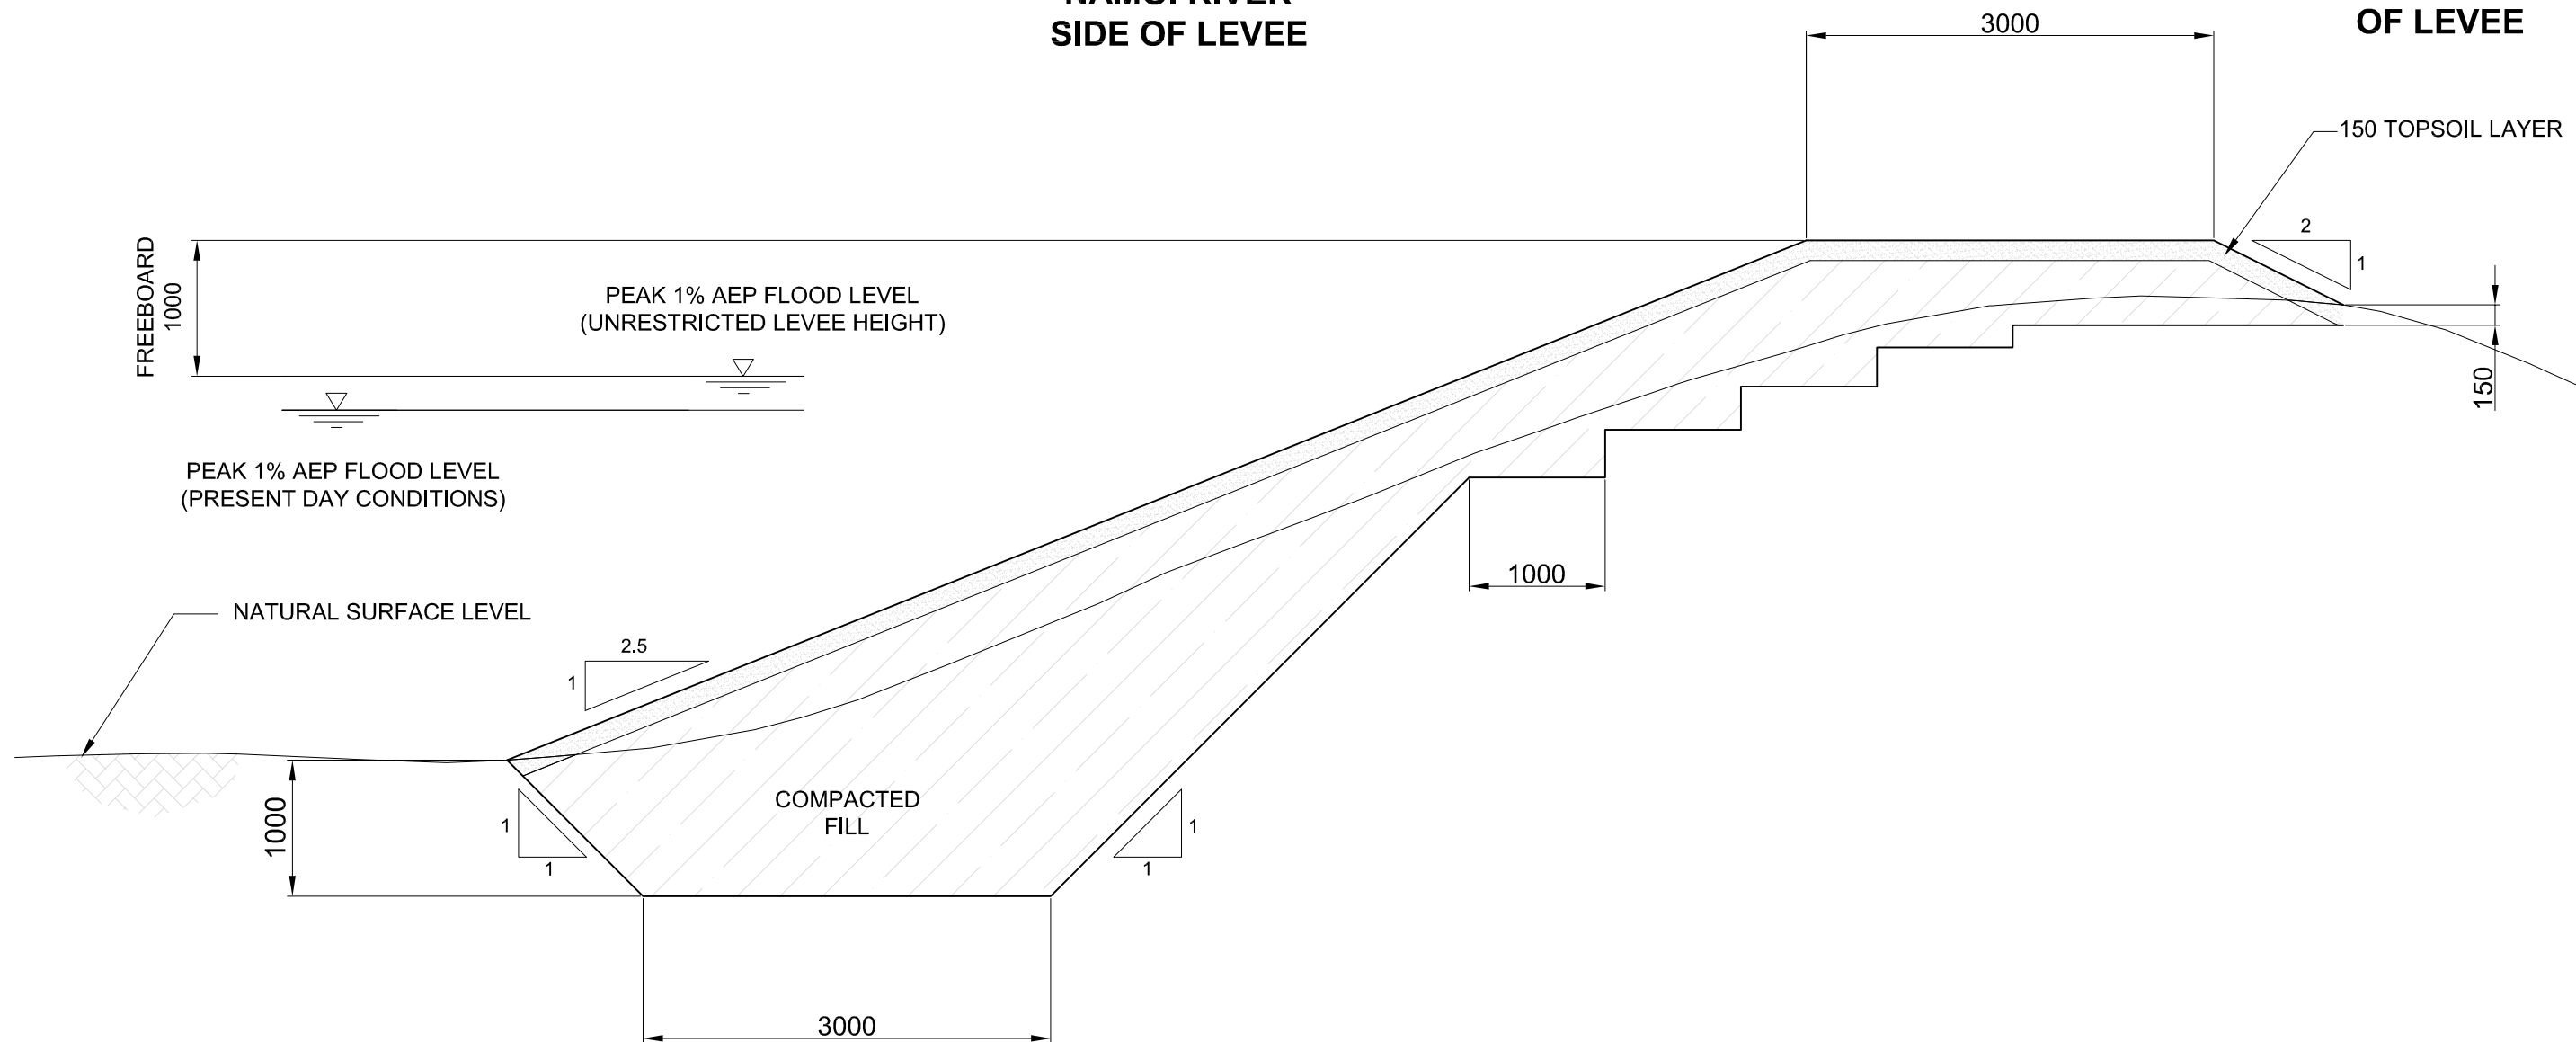 SIDE OF LEVEE
OF LEVEE
3000
150 TOPSOIL LAYER
2
1
FREEBOARD
1000
PEAK 1% AEP FLOOD LEVEL
(UNRESTRICTED LEVEE HEIGHT)
150
PEAK 1% AEP FLOOD LEVEL
(PRESENT DAY CONDITIONS)
1000
NATURAL SURFACE LEVEL
2.5
1
1000
COMPACTED
FILL
1
1
1
1
3000